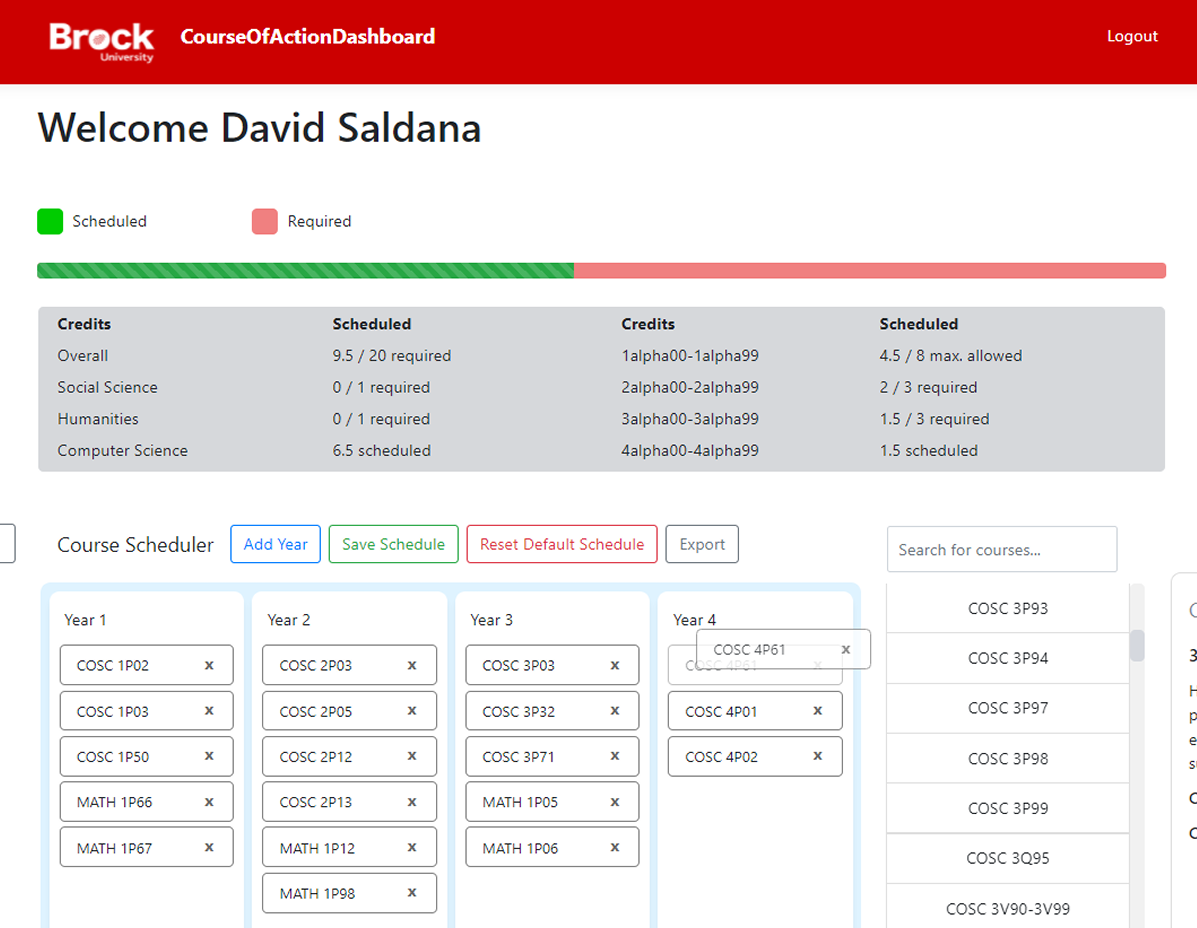 Brock
University
CourseOfActionDashboard
Logout
Welcome David Saldana
Scheduled Required
Credits Scheduled Credits Scheduled
Overall 9.5 / 20 required 1alpha00-1alpha99 4.5 / 8 max. allowed
Social Science 0 / 1 required 2alpha00-2alpha99 2 / 3 required
Humanities 0 / 1 required 3alpha00-3alpha99 1.5 / 3 required
Computer Science 6.5 scheduled 4alpha00-4alpha99 1.5 scheduled
Course Scheduler Add Year Save Schedule Reset Default Schedule Export
Year 1
COSC 1P02 x
COSC 1P03 x
COSC 1P50 x
MATH 1P66 x
MATH 1P67 x
Year 2
COSC 2P03 x
COSC 2P05 x
COSC 2P12 x
COSC 2P13 x
MATH 1P12 x
MATH 1P98 x
Year 3
COSC 3P03 x
COSC 3P32 x
COSC 3P71 x
MATH 1P05 x
MATH 1P06 x
Year 4
COSC 4P61 x
COSC 4P61 x
COSC 4P01 x
COSC 4P02 x
Search for courses...
COSC 3P93
COSC 3P94
COSC 3P97
COSC 3P98
COSC 3P99
COSC 3Q95
COSC 3V90-3V99